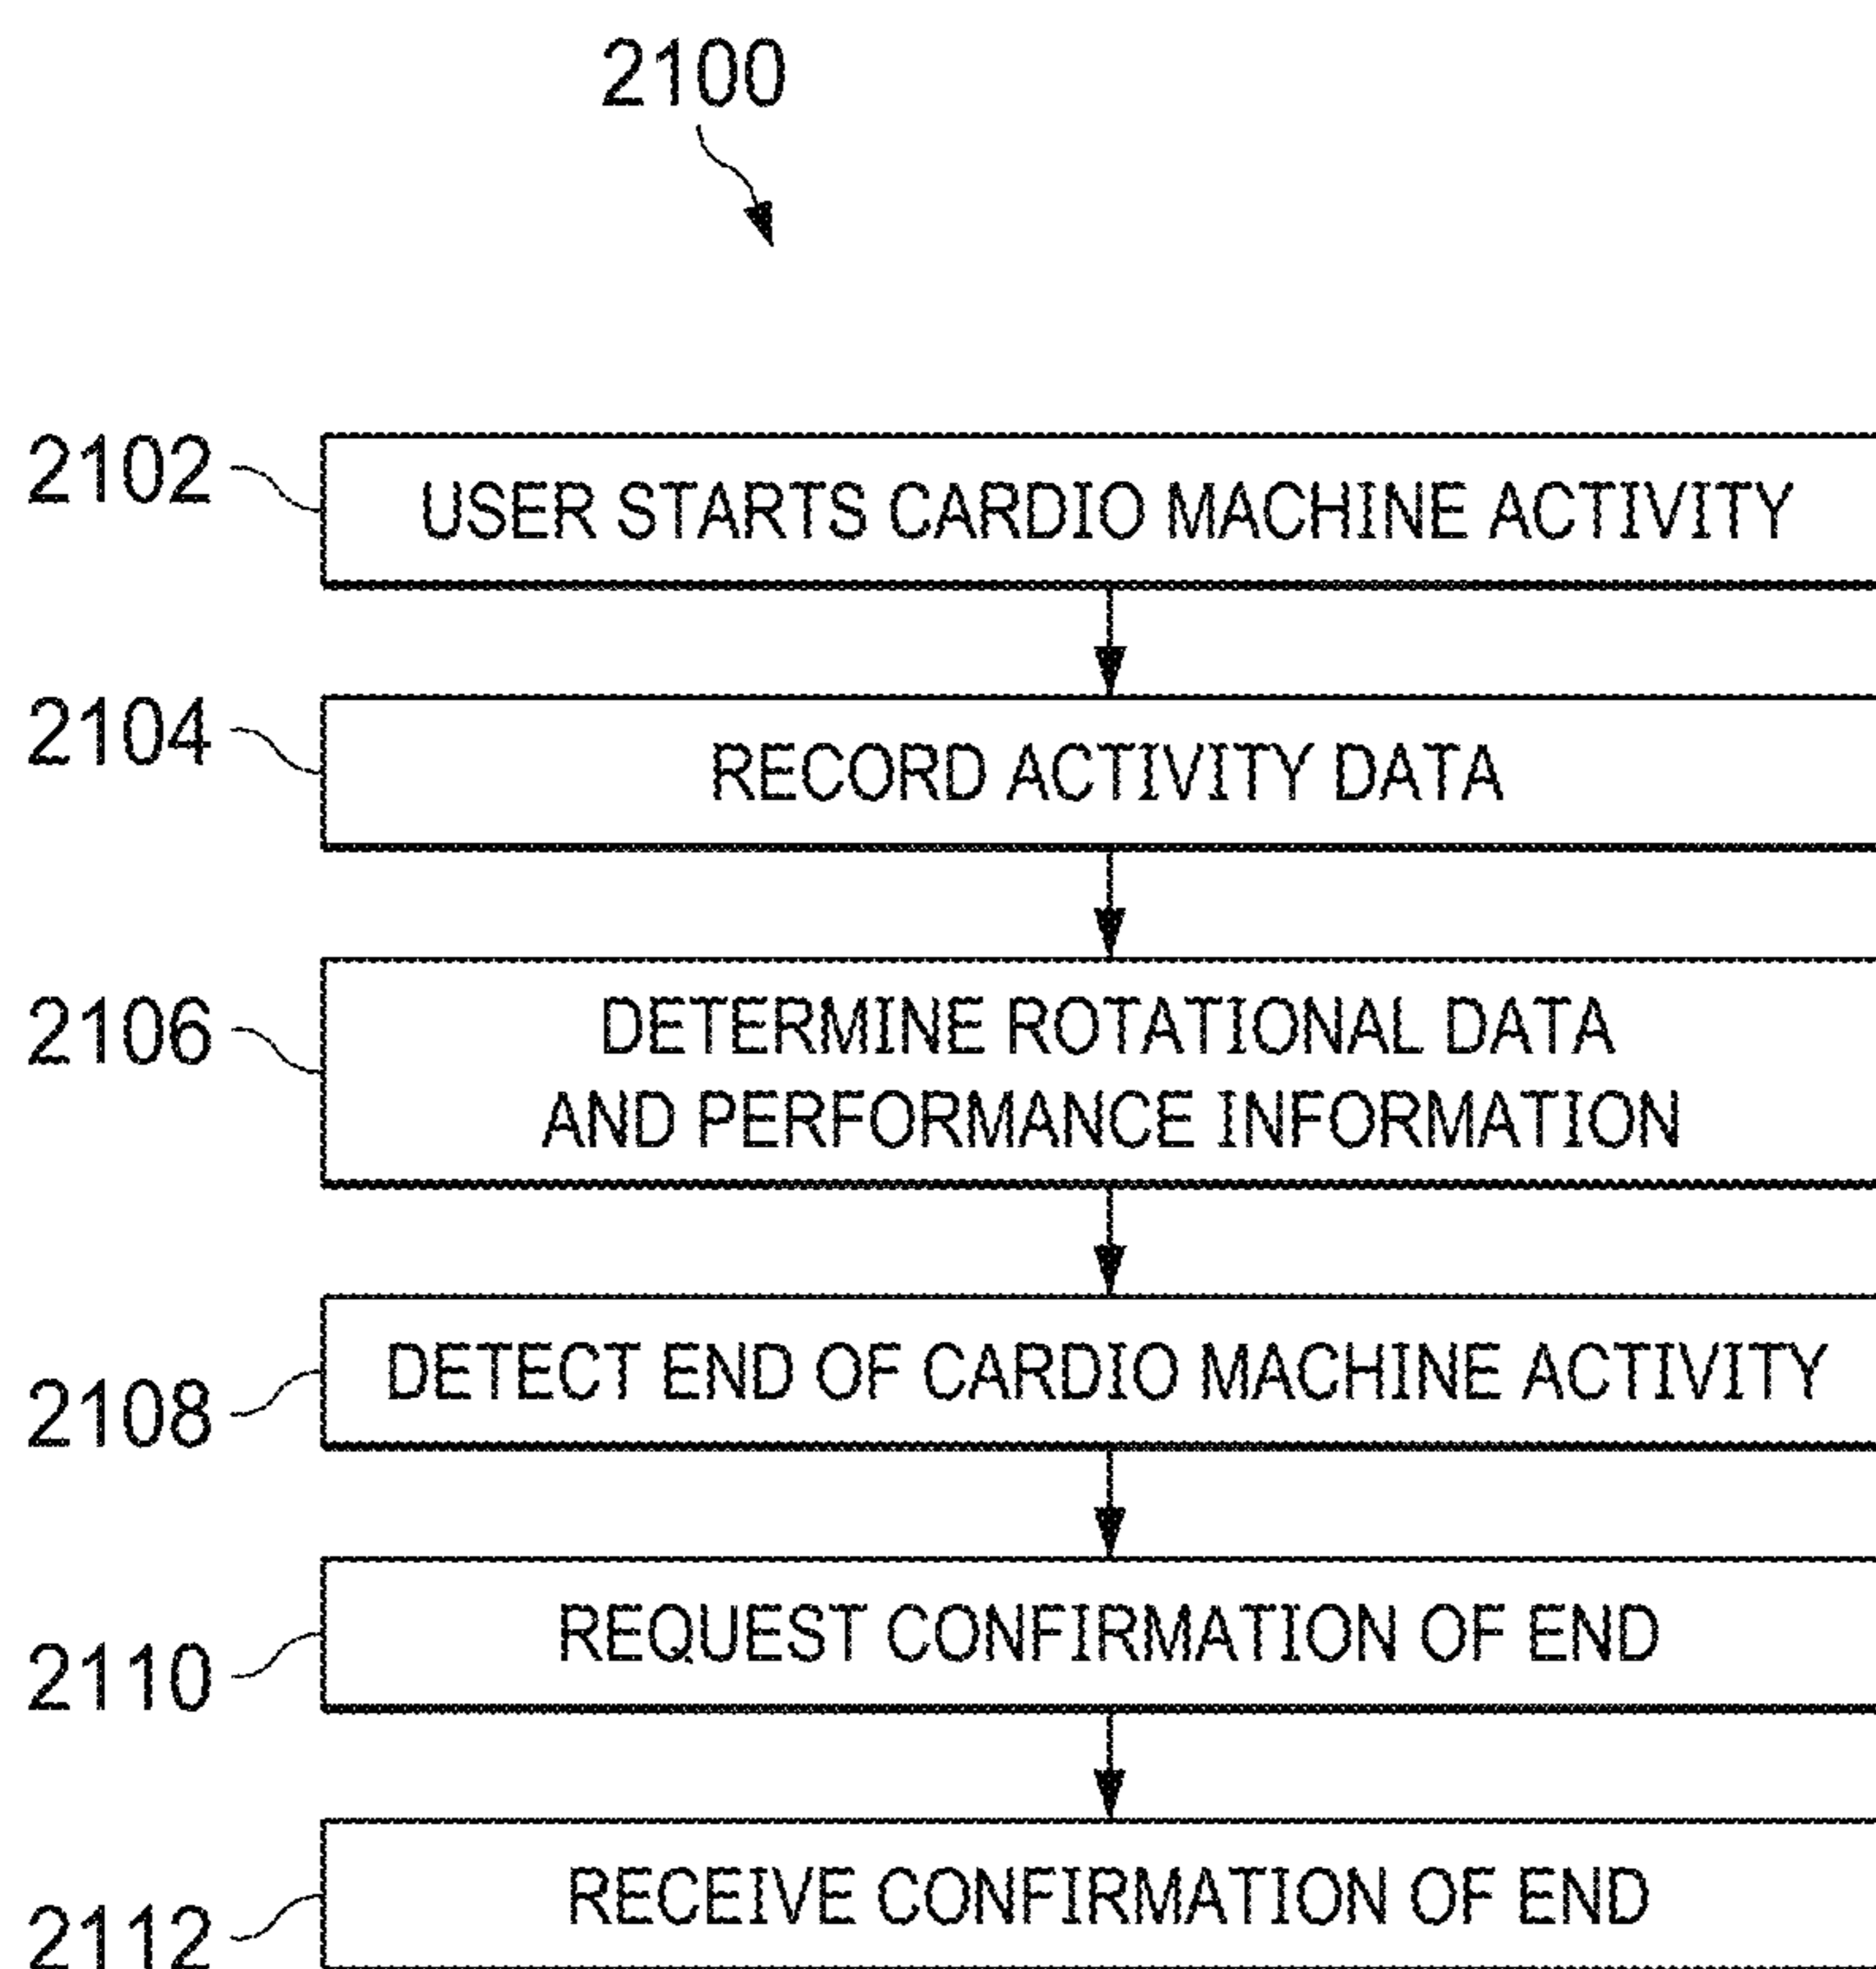 2100
2102
USER STARTS CARDIO MACHINE ACTIVITY
2104
RECORD ACTIVITY DATA
2106
DETERMINE ROTATIONAL DATA
AND PERFORMANCE INFORMATION
2108
DETECT END OF CARDIO MACHINE ACTIVITY
2110
REQUEST CONFIRMATION OF END
2112
RECEIVE CONFIRMATION OF END